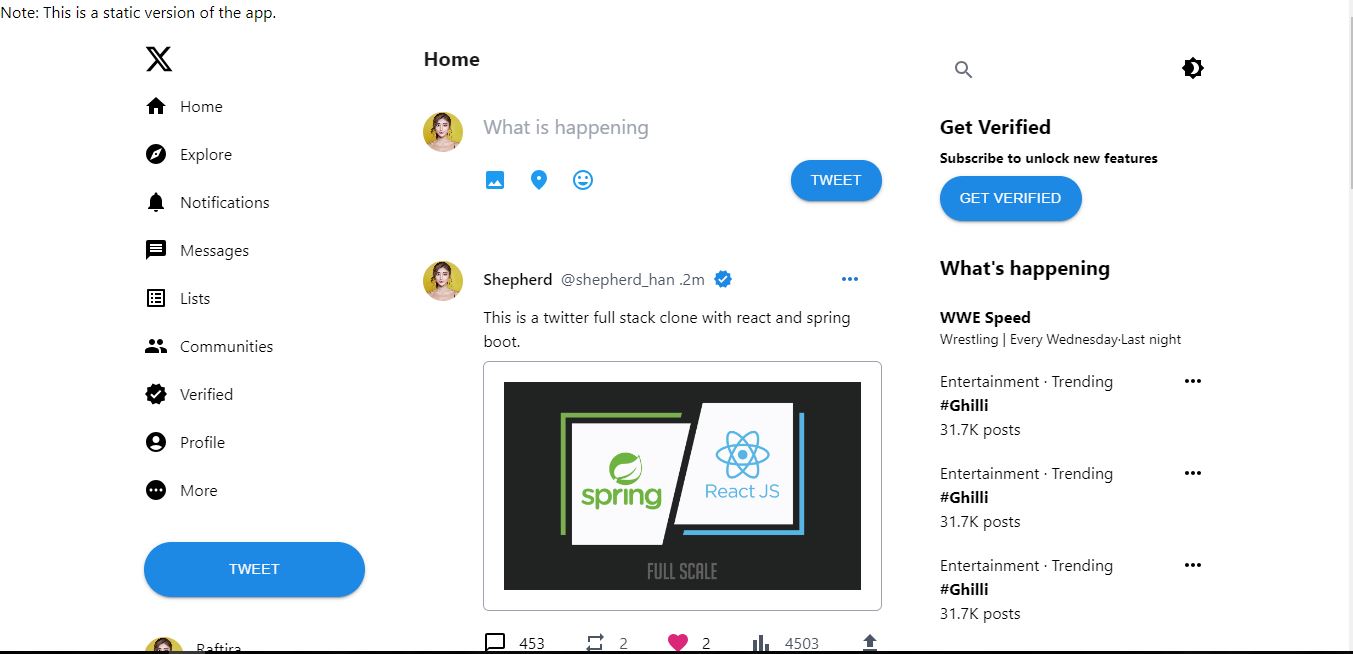 Note: This is a static version of the app.
Home
Explore
Notifications
Messages
Lists
Communities
Verified
Profile
More
TWEET
Raftira
Home
What is happening
TWEET
Shepherd @shepherd_han .2m
This is a twitter full stack clone with react and spring
boot.
spring
React JS
FULL SCALE
453 2 2 4503
Get Verified
Subscribe to unlock new features
GET VERIFIED
What's happening
WWE Speed
Wrestling | Every Wednesday·Last night
Entertainment · Trending
#Ghilli
31.7K posts
Entertainment · Trending
#Ghilli
31.7K posts
Entertainment · Trending
#Ghilli
31.7K posts